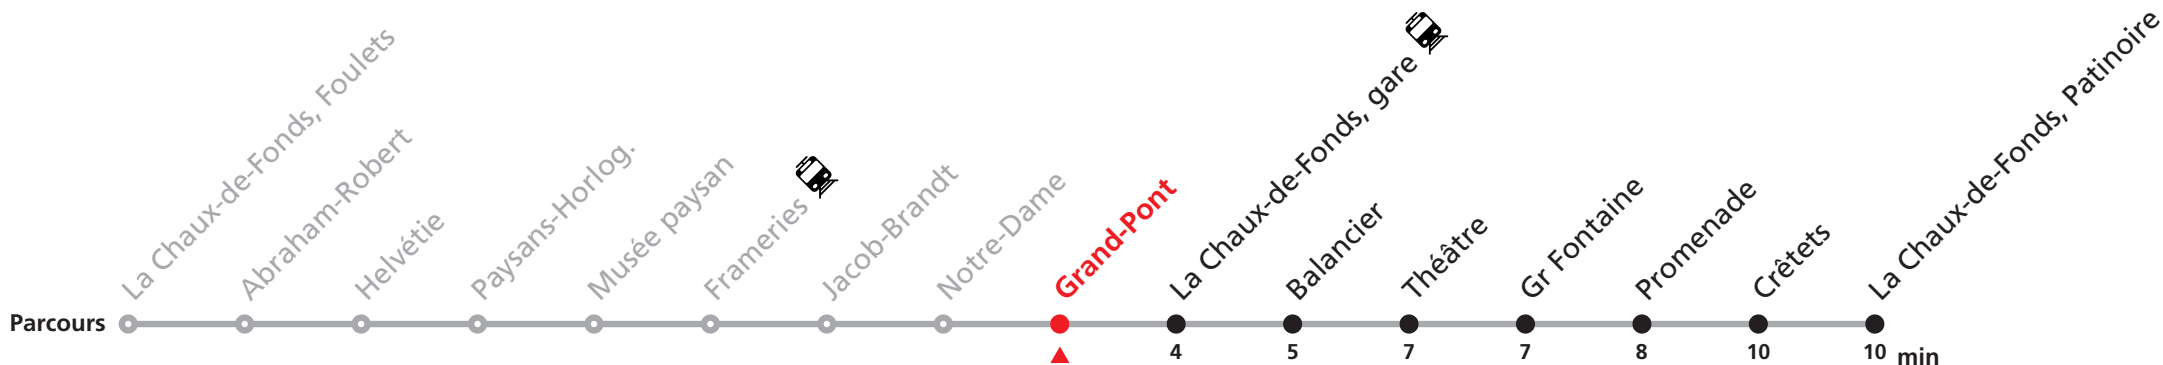 La Chaux-de-Fonds, Foulets
Abraham-Robert
Helvétie
Paysans-Horlog.
Musée paysan
Frameries
Jacob-Brandt
Notre-Dame
Grand-Pont
La Chaux-de-Fonds, gare
Balancier
Théâtre
Gr Fontaine
Promenade
Crêtets
La Chaux-de-Fonds, Patinoire
Parcours
4 5 7 7 8 10 10 min